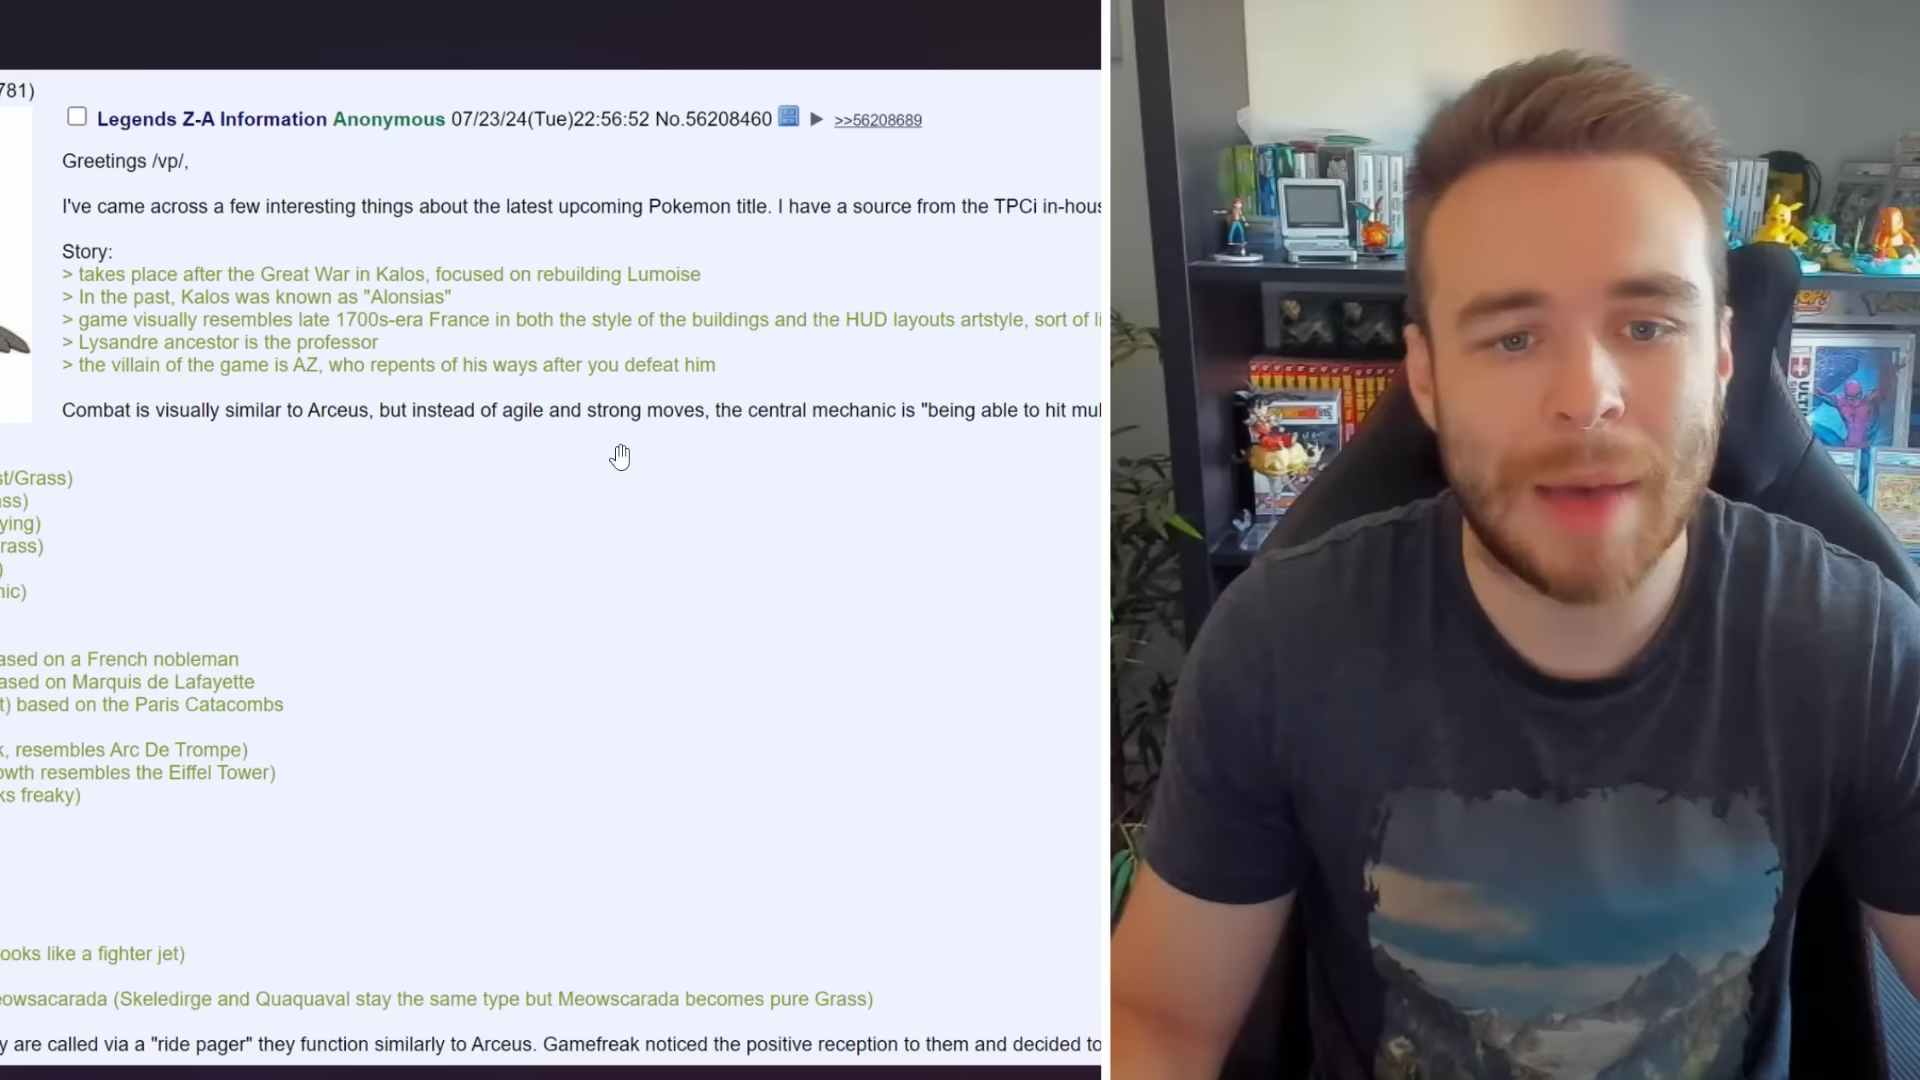 781)
Legends Z-A Information Anonymous 07/23/24(Tue)22:56:52 No.56208460 ▶ >>56208689
Greetings /vp/,
I've came across a few interesting things about the latest upcoming Pokemon title. I have a source from the TPCi in-hous
Story:
> takes place after the Great War in Kalos, focused on rebuilding Lumoise
> In the past, Kalos was known as "Alonsias"
> game visually resembles late 1700s-era France in both the style of the buildings and the HUD layouts artstyle, sort of li
> Lysandre ancestor is the professor
> the villain of the game is AZ, who repents of his ways after you defeat him
Combat is visually similar to Arceus, but instead of agile and strong moves, the central mechanic is "being able to hit mul
st/Grass)
ass)
ying)
rass)
)
nic)
ased on a French nobleman
ased on Marquis de Lafayette
t) based on the Paris Catacombs
k, resembles Arc De Trompe)
owth resembles the Eiffel Tower)
ks freaky)
ooks like a fighter jet)
eowsacarada (Skeledirge and Quaquaval stay the same type but Meowscarada becomes pure Grass)
y are called via a "ride pager" they function similarly to Arceus. Gamefreak noticed the positive reception to them and decided to